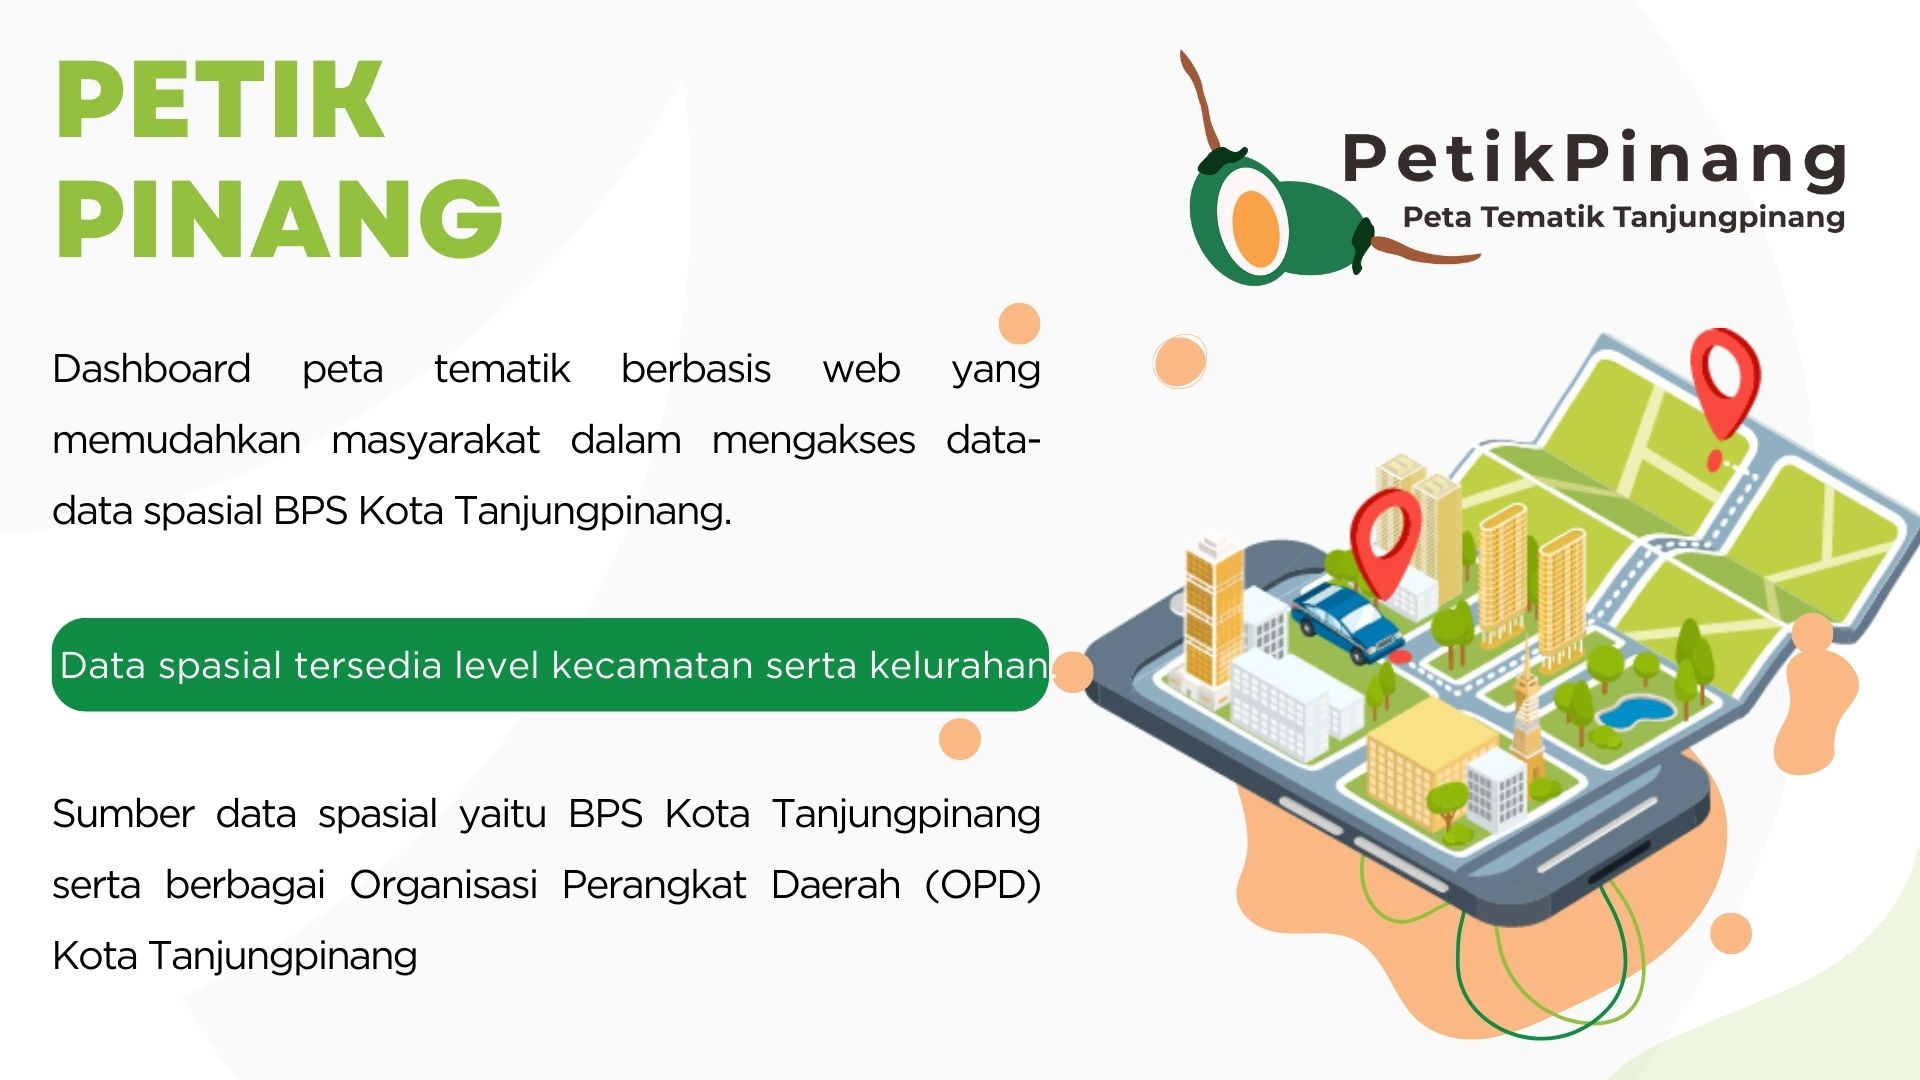 PETIK
PINANG
PetikPinang
Peta Tematik Tanjungpinang
Dashboard peta tematik berbasis web yang
memudahkan masyarakat dalam mengakses data-
data spasial BPS Kota Tanjungpinang.
Data spasial tersedia level kecamatan serta kelurahan.
Sumber data spasial yaitu BPS Kota Tanjungpinang
serta berbagai Organisasi Perangkat Daerah (OPD)
Kota Tanjungpinang